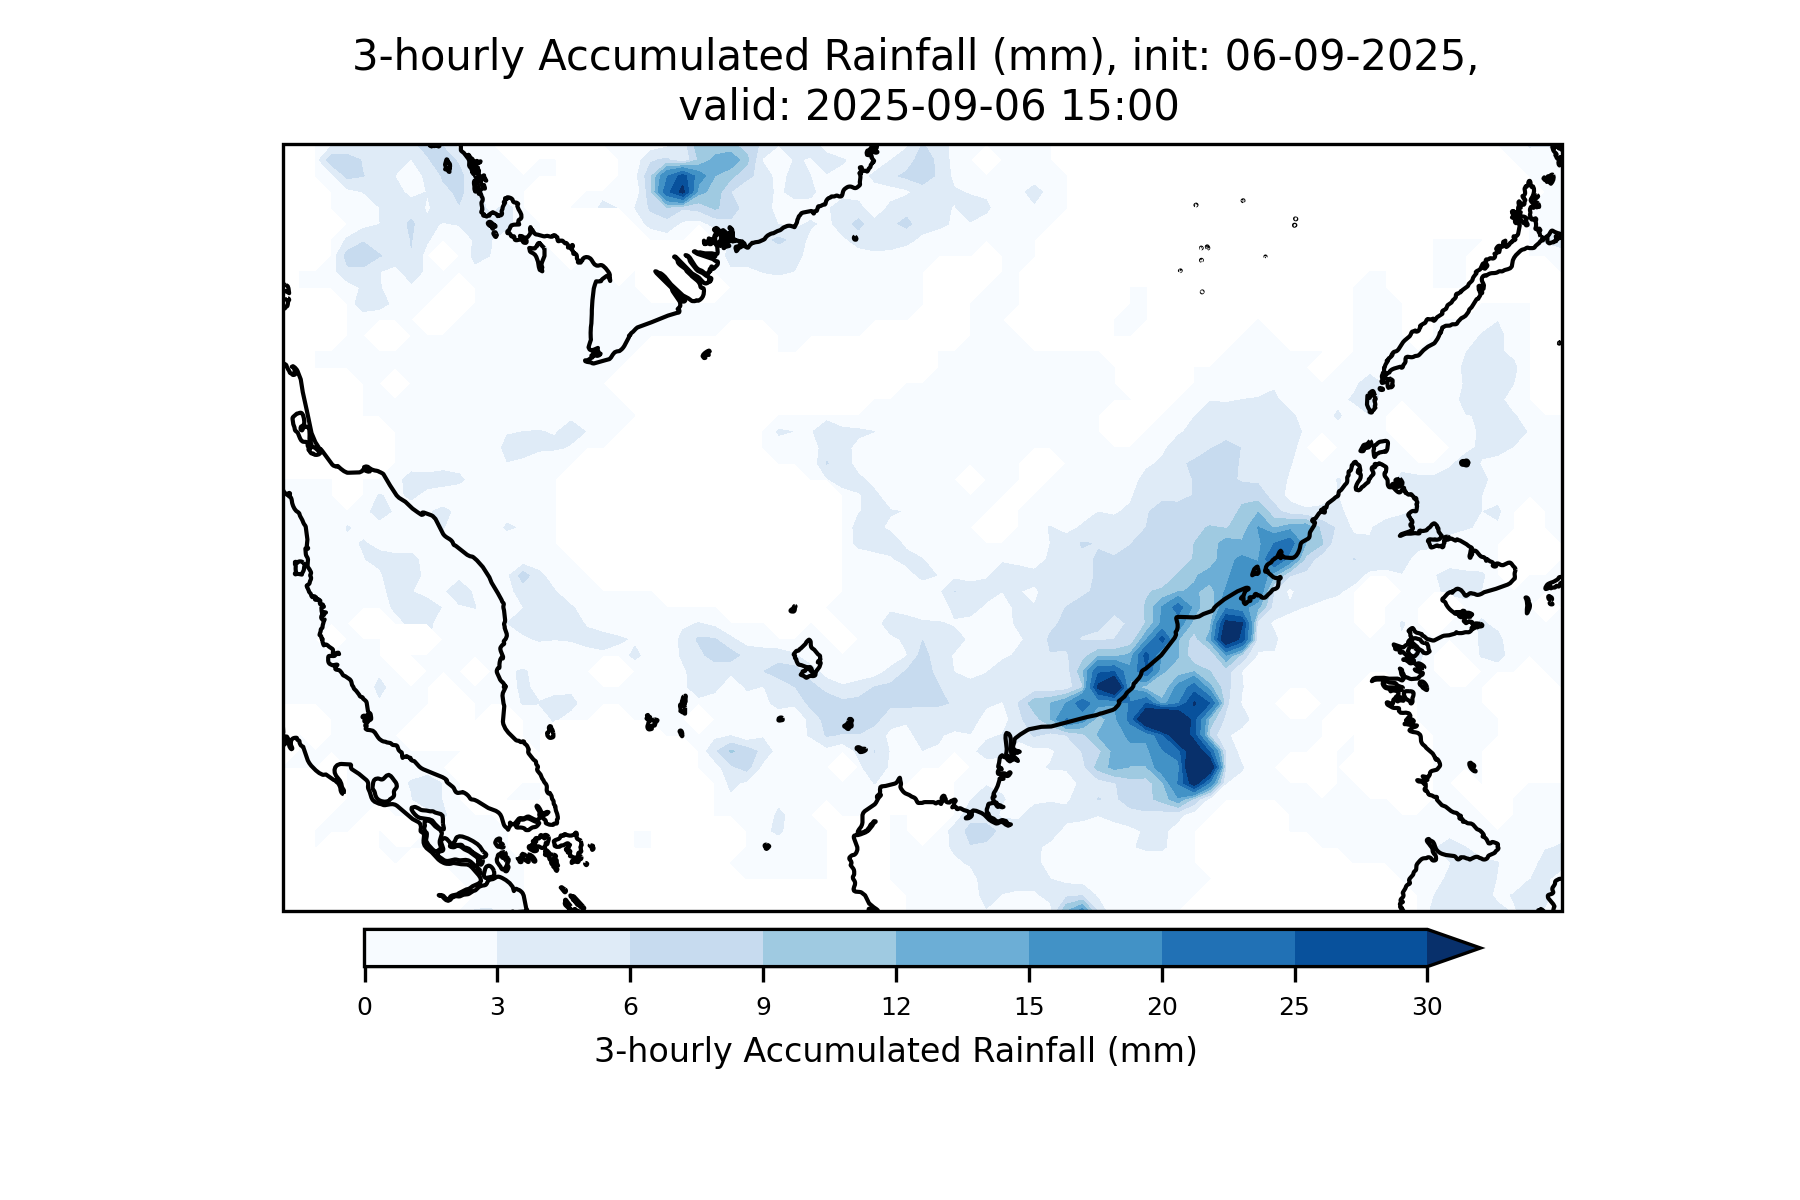 3-hourly Accumulated Rainfall (mm), init: 06-09-2025,
valid: 2025-09-06 15:00
0 3 6 9 12 15 20 25 30
3-hourly Accumulated Rainfall (mm)